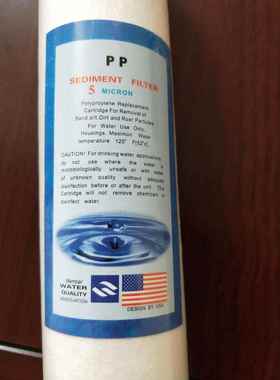 PP
SEDIMENT FILTER
5 MICRON
Polypropylene Replacement
Cartridge For Removal of
Sand,silt,Dirt and Rust Particles
For Water Use Only,
Housings. Maximum Water
temperature 125° F(52°c).
CAUTION: For drinking water applications,
do not use where the water is
microbiologically unsafe or with water
of unknown quality without adequate
disinfection before or after the unit. This
Cartridge will not remove chemicals or
disinfect water.
Member
WATER
QUALITY
ASSOCIATION
DESIGN BY USA